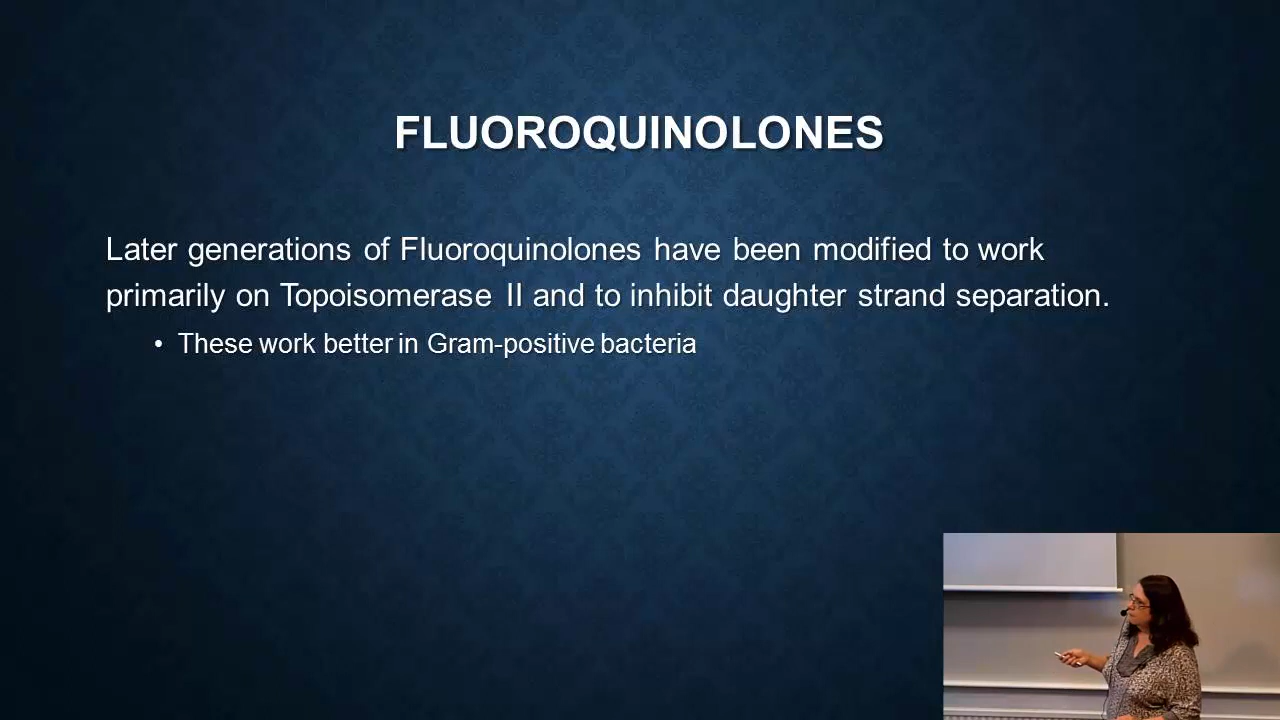 FLUOROQUINOLONES
Later generations of Fluoroquinolones have been modified to work
primarily on Topoisomerase II and to inhibit daughter strand separation.
• These work better in Gram-positive bacteria